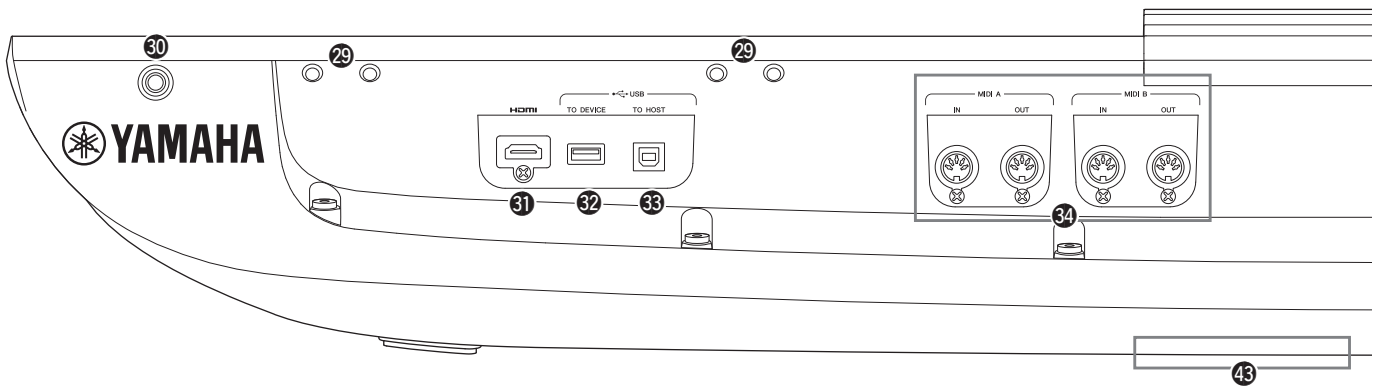 30
29
29
HDMI
USB
TO DEVICE
TO HOST
MIDI A
IN
OUT
MIDI B
IN
OUT
YAMAHA
31
32
33
34
43